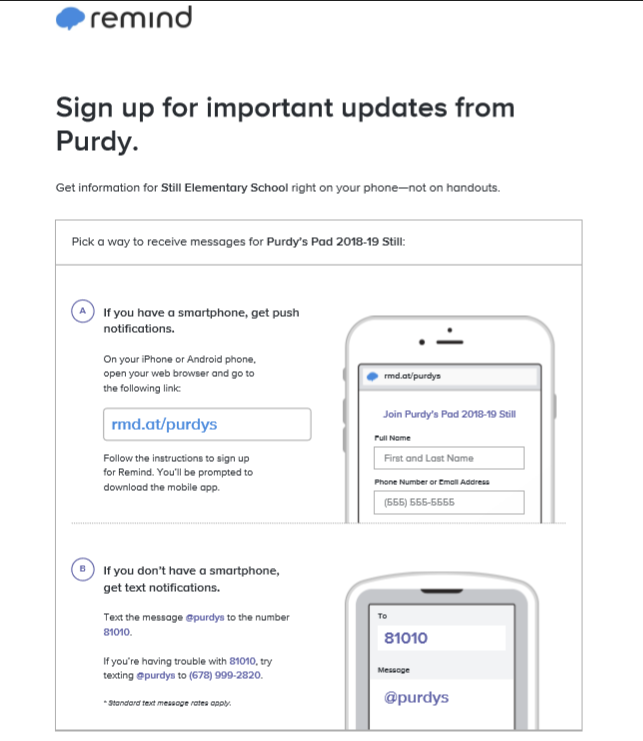 remind
Sign up for important updates from
Purdy.
Get information for Still Elementary School right on your phone—not on handouts.
Pick a way to receive messages for Purdy's Pad 2018-19 Still:
A
If you have a smartphone, get push
notifications.
On your iPhone or Android phone,
open your web browser and go to
the following link:
rmd.at/purdys
Follow the instructions to sign up
for Remind. You'll be prompted to
download the mobile app.
rmd.at/purdys
Join Purdy's Pad 2018-19 Still
Full Name
First and Last Name
Phone Number or Email Address
(555) 555-5555
B
If you don't have a smartphone,
get text notifications.
Text the message @purdys to the number
81010.
If you're having trouble with 81010, try
texting @purdys to (678) 999-2820.
* Standard text message rates apply.
To
81010
Message
@purdys